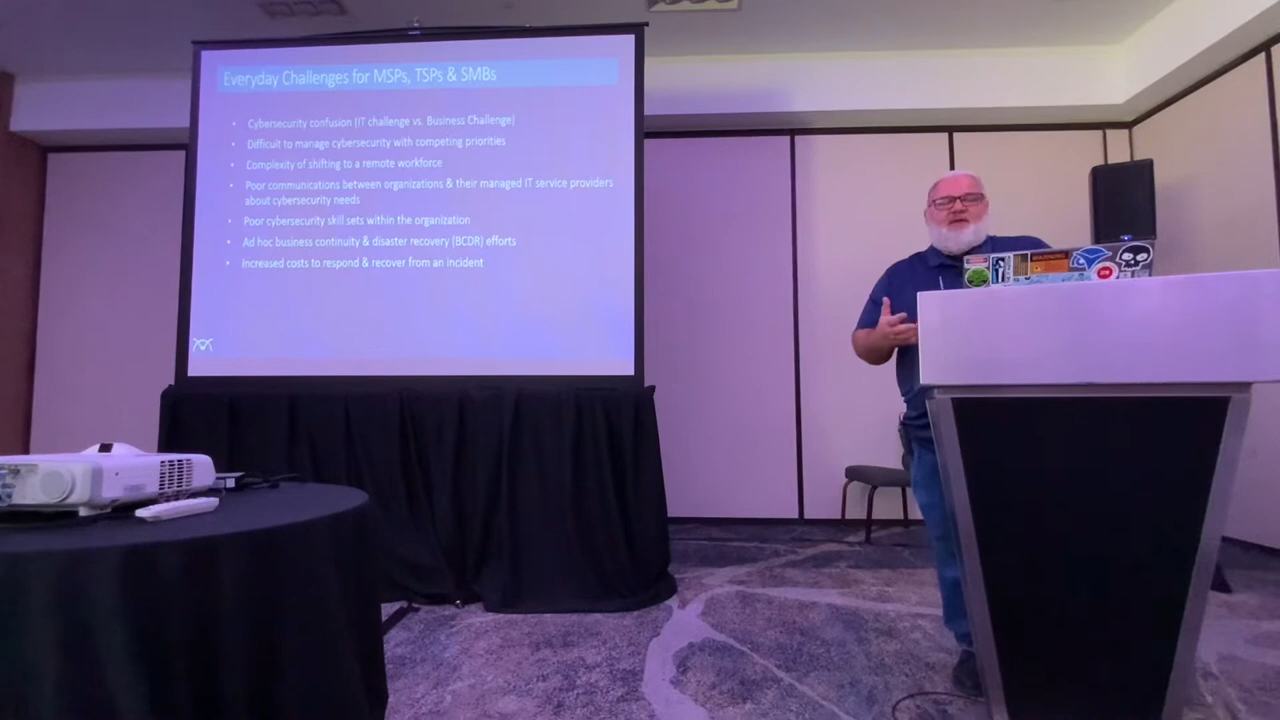 Everyday Challenges for MSPs, TSPs & SMBs
• Cybersecurity confusion (IT challenge vs. Business Challenge)
• Difficult to manage cybersecurity with competing priorities
• Complexity of shifting to a remote workforce
• Poor communications between organizations & their managed IT service providers
about cybersecurity needs
• Poor cybersecurity skill sets within the organization
• Ad hoc business continuity & disaster recovery (BCDR) efforts
• Increased costs to respond & recover from an incident
WARNING